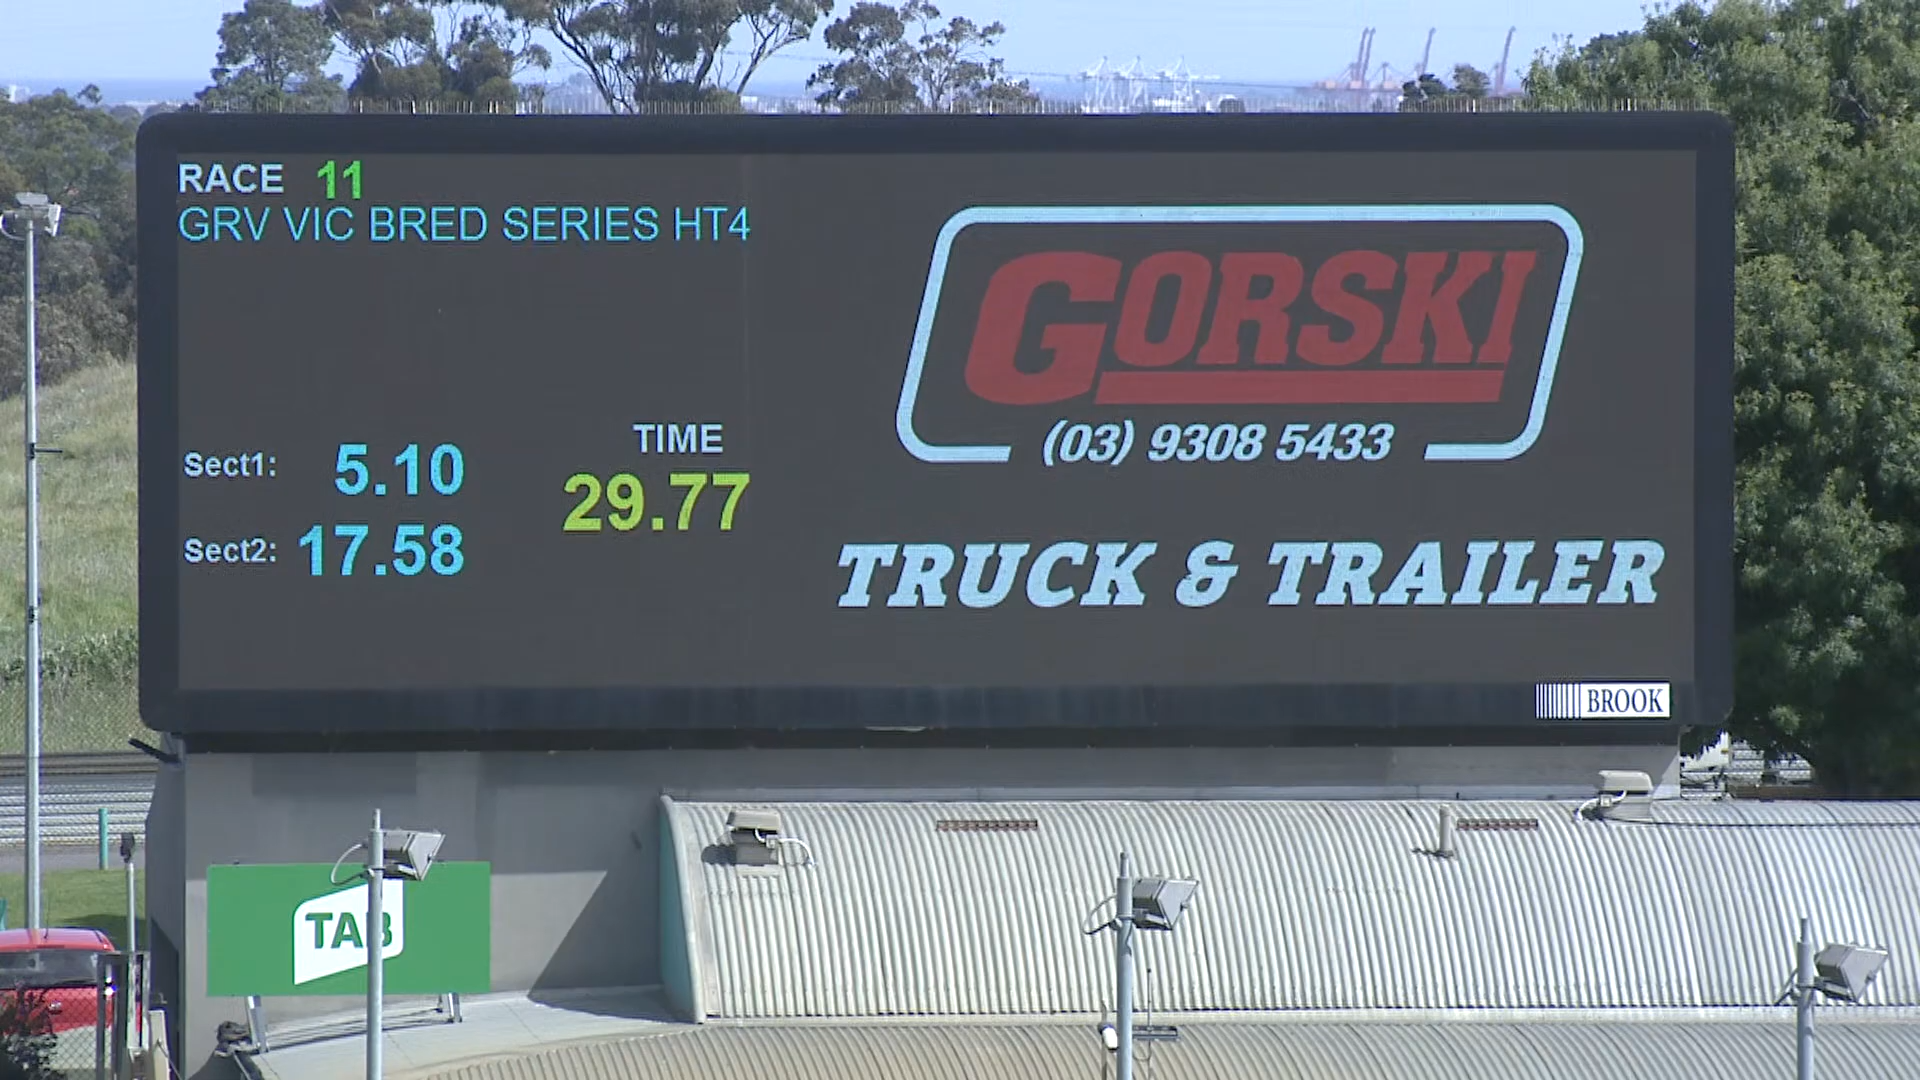 RACE 11
GRV VIC BRED SERIES HT4
Sect1: 5.10
Sect2: 17.58
TIME
29.77
GORSKI
(03) 9308 5433
TRUCK & TRAILER
BROOK
TAB